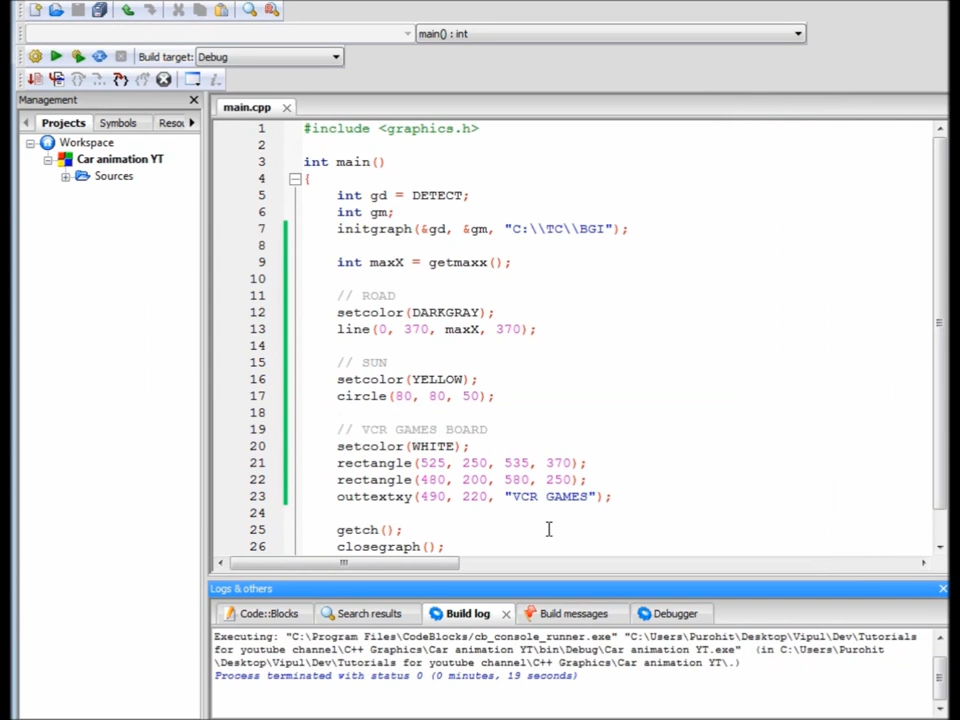 main() : int
Build target: Debug
Management
Projects Symbols Resou
Workspace
Car animation YT
Sources
main.cpp
1 #include <graphics.h>
2
3 int main()
4 {
5 int gd = DETECT;
6 int gm;
7 initgraph(&gd, &gm, "C:\\TC\\BGI");
8
9 int maxX = getmaxx();
10
11 // ROAD
12 setcolor(DARKGRAY);
13 line(0, 370, maxX, 370);
14
15 // SUN
16 setcolor(YELLOW);
17 circle(80, 80, 50);
18
19 // VCR GAMES BOARD
20 setcolor(WHITE);
21 rectangle(525, 250, 535, 370);
22 rectangle(480, 200, 580, 250);
23 outtextxy(490, 220, "VCR GAMES");
24
25 getch();
26 closegraph();
Logs & others
Code::Blocks Search results Build log Build messages Debugger
Executing: "C:\Program Files\CodeBlocks/cb_console_runner.exe" "C:\Users\Purohit\Desktop\Vipul\Dev\Tutorials
for youtube channel\C++ Graphics\Car animation YT\bin\Debug\Car animation YT.exe" (in C:\Users\Purohit
\Desktop\Vipul\Dev\Tutorials for youtube channel\C++ Graphics\Car animation YT\.)
Process terminated with status 0 (0 minutes, 19 seconds)